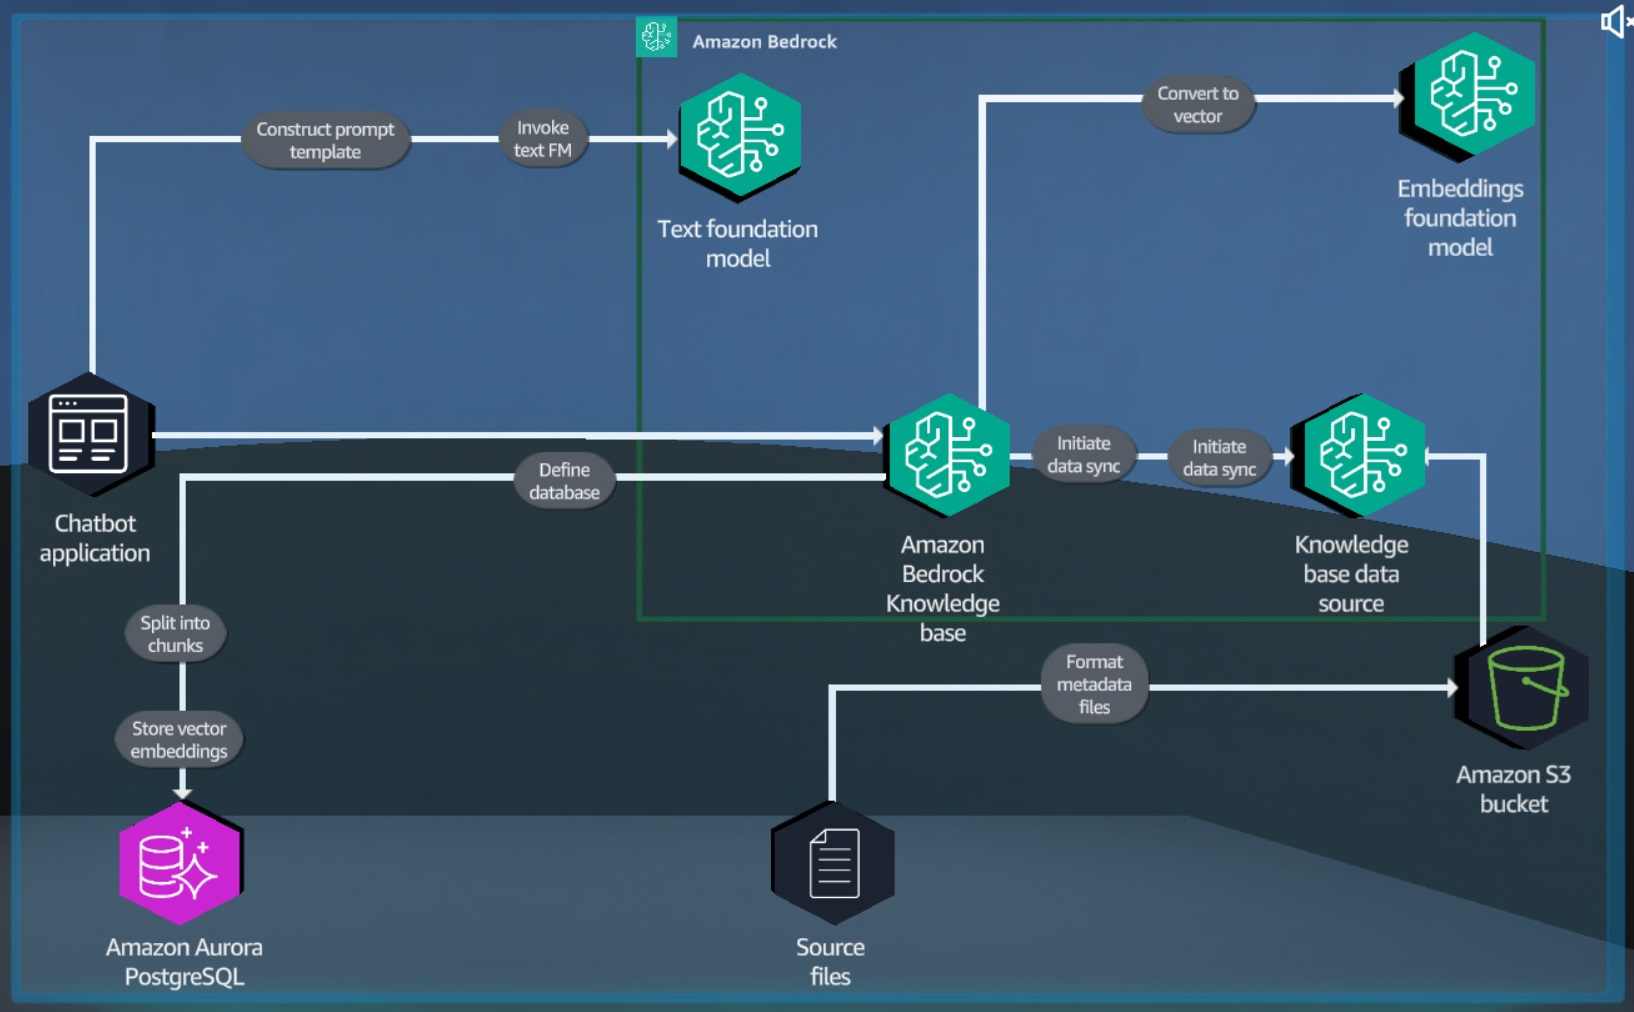 Amazon Bedrock
Construct prompt
template
Invoke
text FM
Convert to
vector
Text foundation
model
Embeddings
foundation
model
Chatbot
application
Define
database
Initiate
data sync
Initiate
data sync
Amazon
Bedrock
Knowledge
base
Knowledge
base data
source
Split into
chunks
Store vector
embeddings
Format
metadata
files
Amazon S3
bucket
Amazon Aurora
PostgreSQL
Source
files